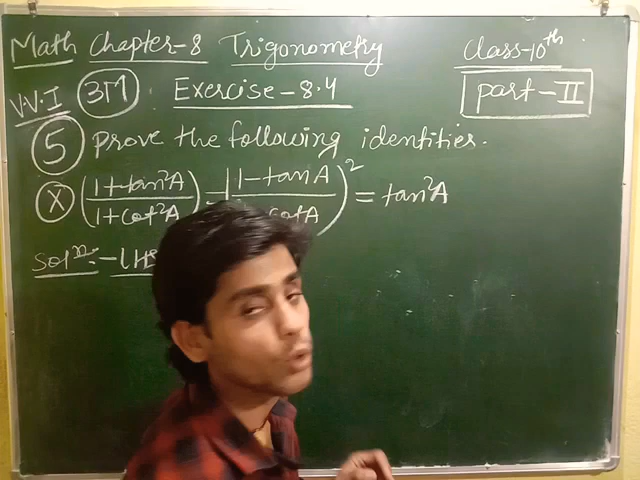 Math Chapter-8 Trigonometry Class-10th
V.V.I 3M Exercise-8.4 Part-II
5 Prove the following identities.
X (1+tan²A/1+cot²A) = (1-tanA/cotA)² = tan²A
Solⁿ:- LHS